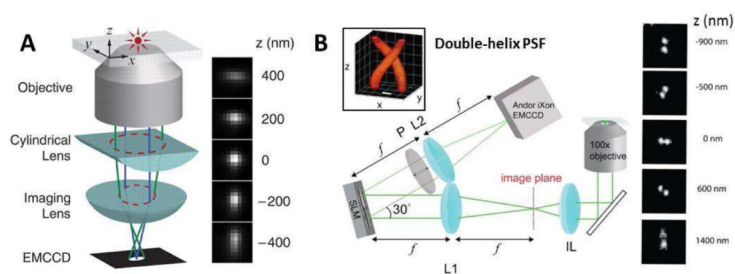 A
z
y
x
Objective
Cylindrical
Lens
Imaging
Lens
EMCCD
z (nm)
400
200
0
−200
−400
B
Double-helix PSF
z
x
y
f
P L2
f
Andor iXon
EMCCD
SLM
30°
image plane
100x
objective
f
f
IL
L1
z (nm)
-900 nm
-500 nm
0 nm
600 nm
1400 nm